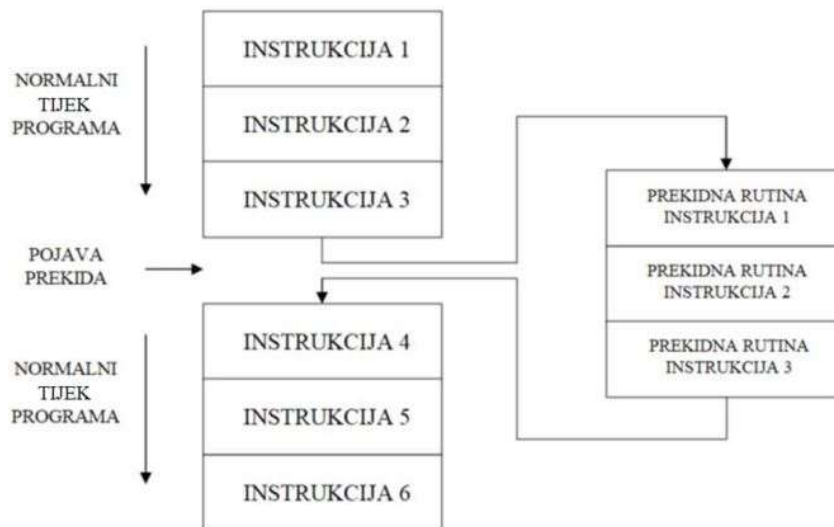 NORMALNI
TIJEK
PROGRAMA
INSTRUKCIJA 1
INSTRUKCIJA 2
INSTRUKCIJA 3
POJAVA
PREKIDA
PREKIDNA RUTINA
INSTRUKCIJA 1
PREKIDNA RUTINA
INSTRUKCIJA 2
PREKIDNA RUTINA
INSTRUKCIJA 3
NORMALNI
TIJEK
PROGRAMA
INSTRUKCIJA 4
INSTRUKCIJA 5
INSTRUKCIJA 6